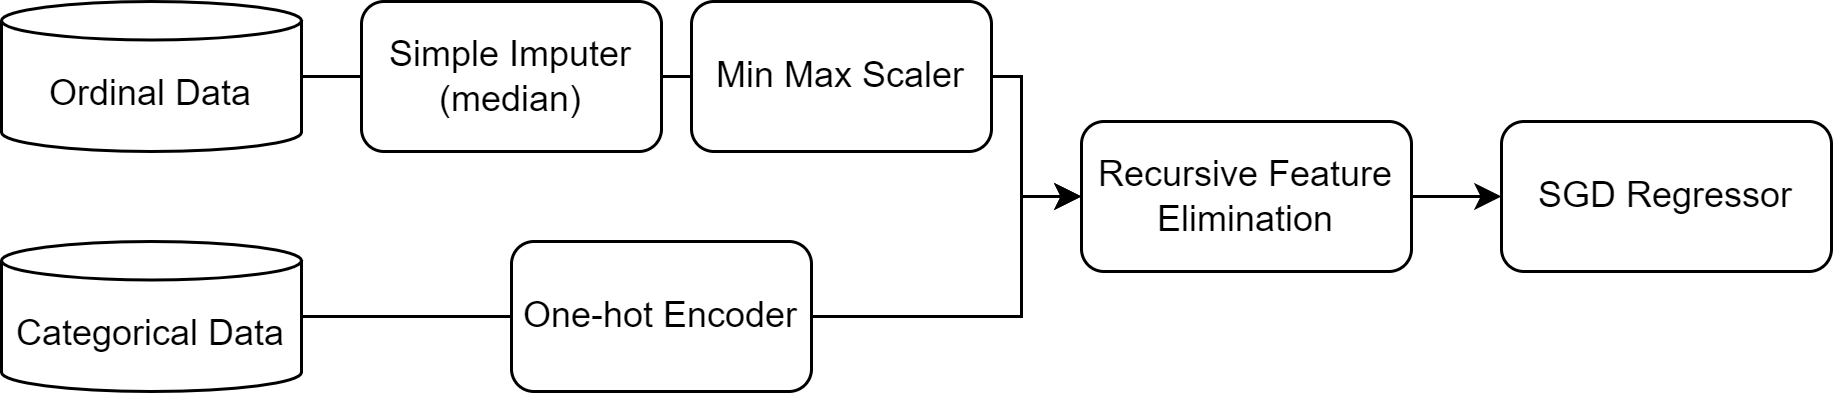 Ordinal Data
Simple Imputer
(median)
Min Max Scaler
Recursive Feature
Elimination
SGD Regressor
Categorical Data
One-hot Encoder